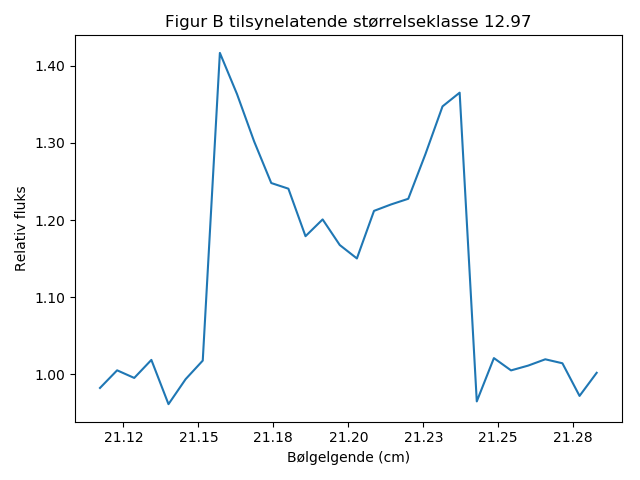 Figur B tilsynelatende størrelseklasse 12.97
1.40
1.30
1.20
1.10
1.00
Relativ fluks
21.12 21.15 21.18 21.20 21.23 21.25 21.28
Bølgelgende (cm)